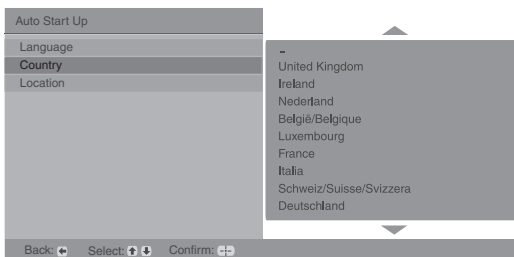 Auto Start Up
Language
Country
Location
-
United Kingdom
Ireland
Nederland
België/Belgique
Luxembourg
France
Italia
Schweiz/Suisse/Svizzera
Deutschland
Back: Select: Confirm: